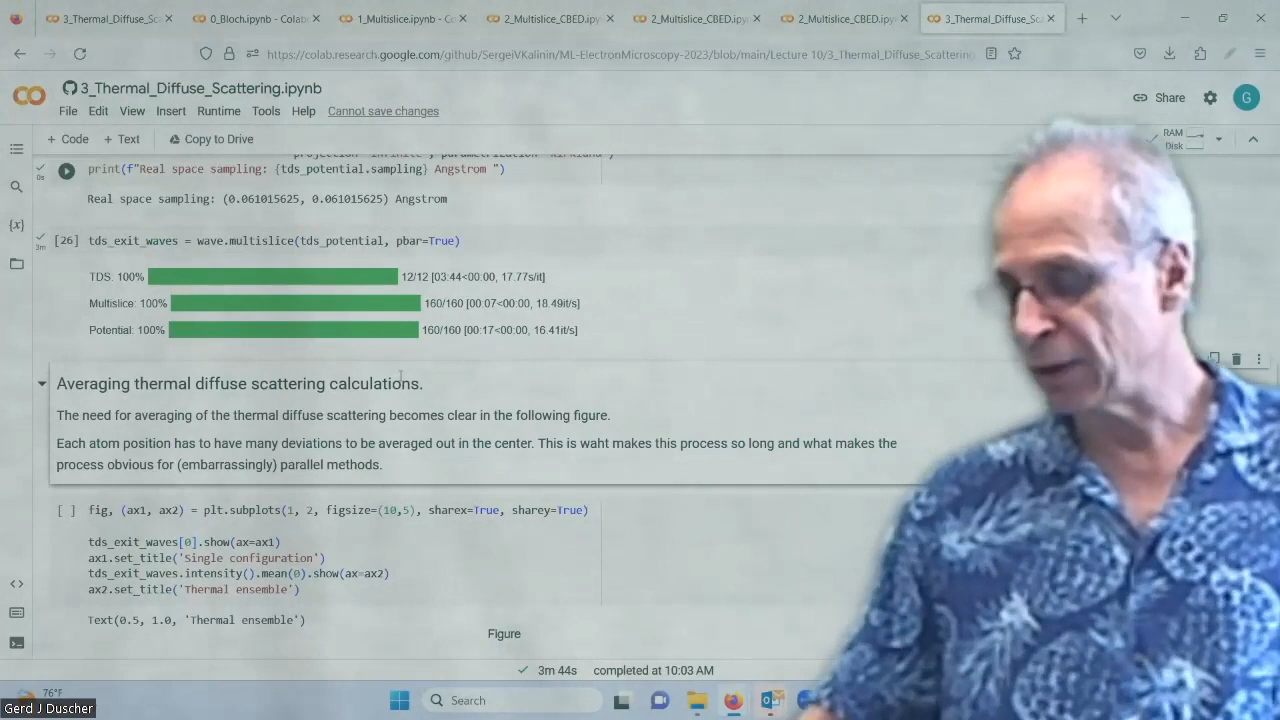 3_Thermal_Diffuse_Sca
0_Bloch.ipynb - Colab
1_Multislice.ipynb - Co
2_Multislice_CBED.ipyn
2_Multislice_CBED.ipyn
2_Multislice_CBED.ipyn
3_Thermal_Diffuse_Sc
https://colab.research.google.com/github/SergeiVKalinin/ML-ElectronMicroscopy-2023/blob/main/Lecture 10/3_Thermal_Diffuse_Scattering
3_Thermal_Diffuse_Scattering.ipynb
File Edit View Insert Runtime Tools Help Cannot save changes
Share
G
+ Code + Text Copy to Drive
RAM
Disk
print(f"Real space sampling: {tds_potential.sampling} Angstrom ")
0s
Real space sampling: (0.061015625, 0.061015625) Angstrom
[26] tds_exit_waves = wave.multislice(tds_potential, pbar=True)
3m
TDS: 100% 12/12 [03:44<00:00, 17.77s/it]
Multislice: 100% 160/160 [00:07<00:00, 18.49it/s]
Potential: 100% 160/160 [00:17<00:00, 16.41it/s]
Averaging thermal diffuse scattering calculations.
The need for averaging of the thermal diffuse scattering becomes clear in the following figure.
Each atom position has to have many deviations to be averaged out in the center. This is waht makes this process so long and what makes the
process obvious for (embarrassingly) parallel methods.
[ ] fig, (ax1, ax2) = plt.subplots(1, 2, figsize=(10,5), sharex=True, sharey=True)
tds_exit_waves[0].show(ax=ax1)
ax1.set_title('Single configuration')
tds_exit_waves.intensity().mean(0).show(ax=ax2)
ax2.set_title('Thermal ensemble')
Text(0.5, 1.0, 'Thermal ensemble')
Figure
3m 44s completed at 10:03 AM
76°F
Search
Gerd J Duscher